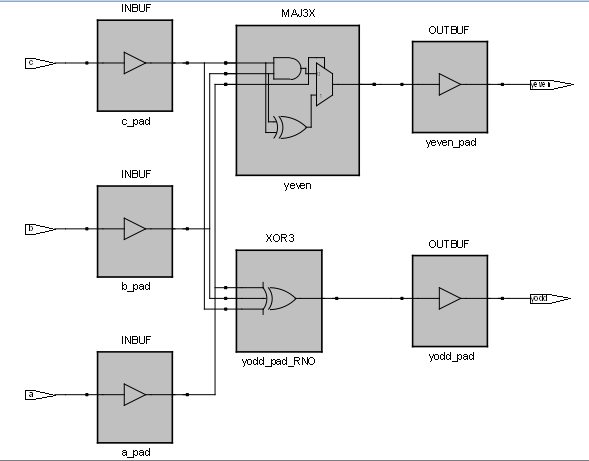 INBUF
MAJ3X
OUTBUF
c
c_pad
yeven
yeven_pad
yeven
INBUF
b
b_pad
XOR3
OUTBUF
yodd
yodd_pad_RNO
yodd_pad
INBUF
a
a_pad